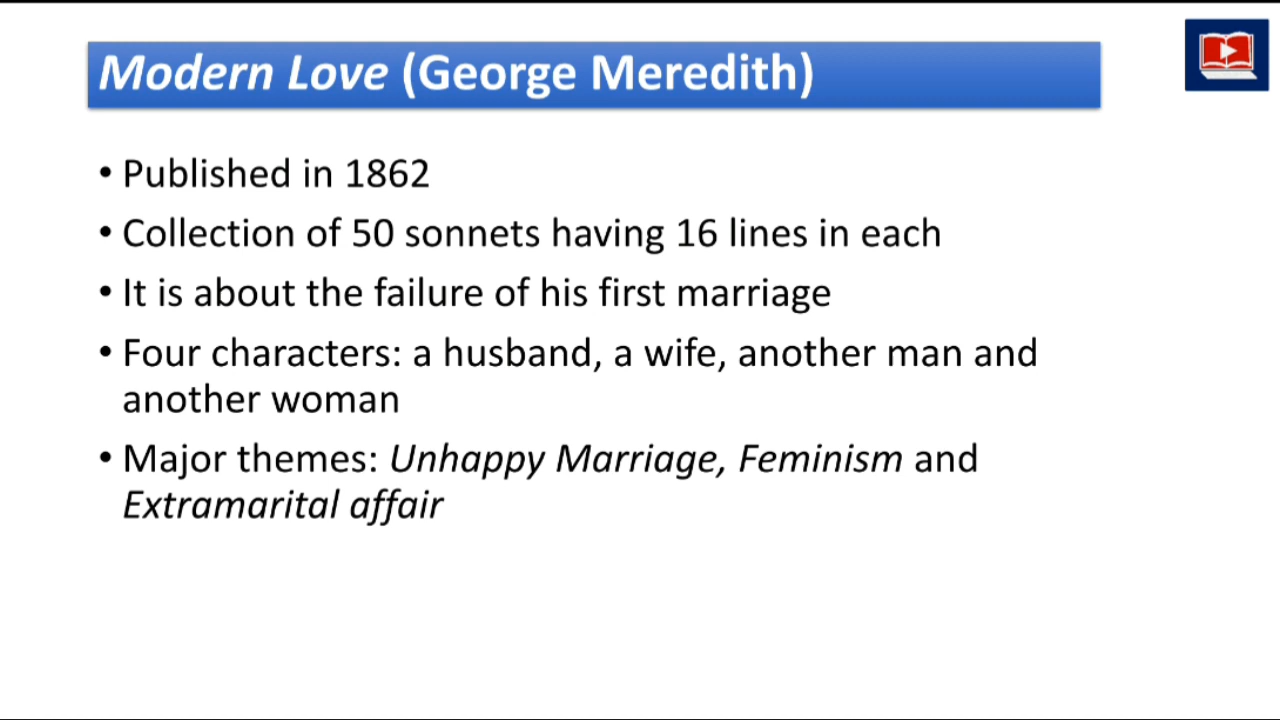 Modern Love (George Meredith)
• Published in 1862
• Collection of 50 sonnets having 16 lines in each
• It is about the failure of his first marriage
• Four characters: a husband, a wife, another man and
another woman
• Major themes: Unhappy Marriage, Feminism and
Extramarital affair